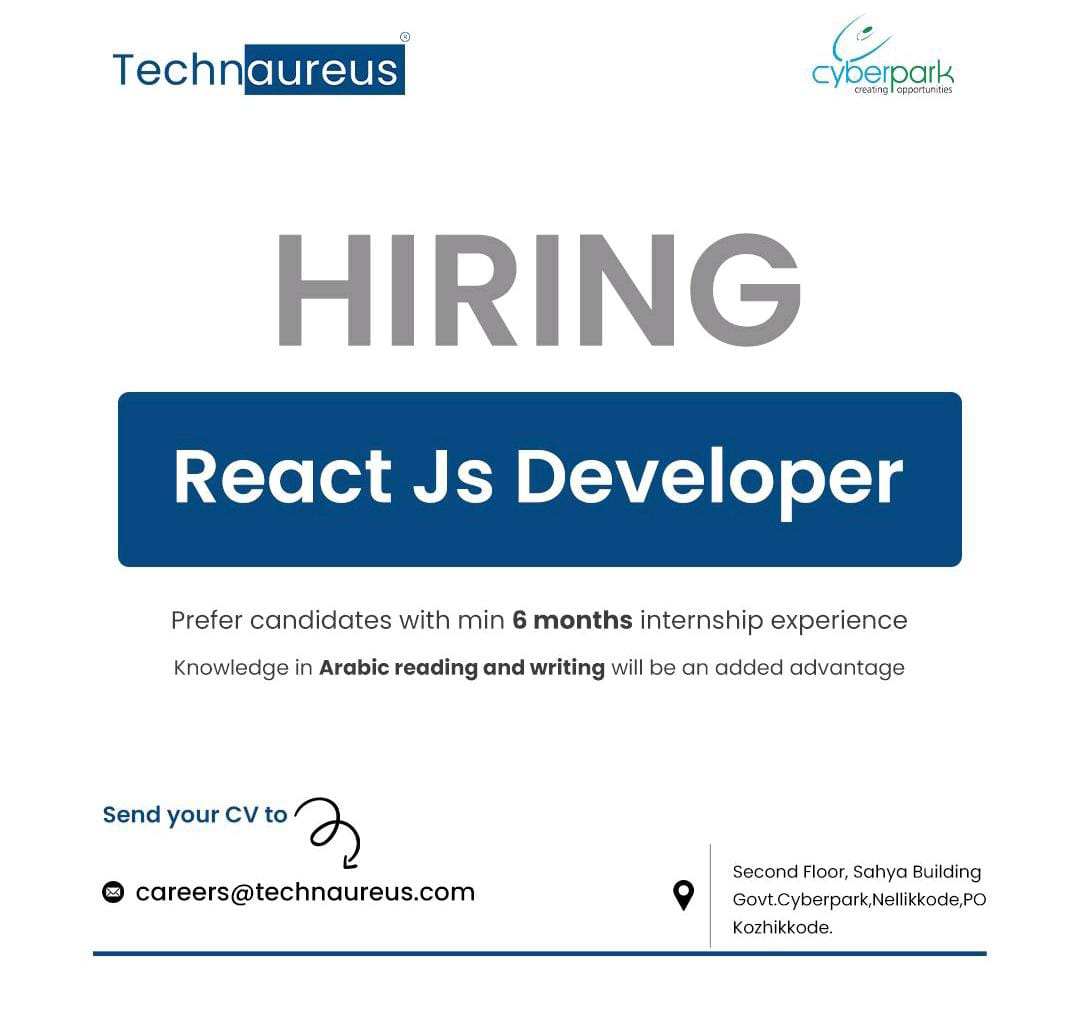 Technaureus®
cyberpark
creating opportunities
HIRING
React Js Developer
Prefer candidates with min 6 months internship experience
Knowledge in Arabic reading and writing will be an added advantage
Send your CV to
careers@technaureus.com
Second Floor, Sahya Building
Govt.Cyberpark,Nellikkode,PO
Kozhikkode.